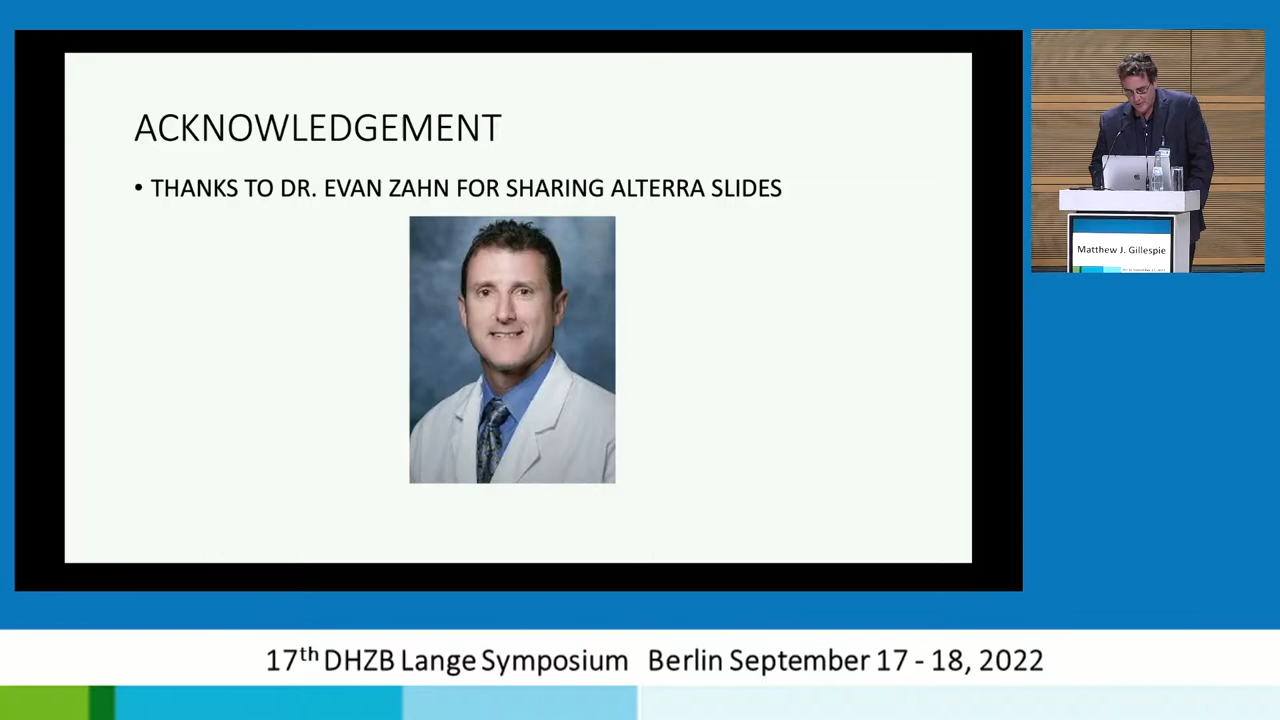 ACKNOWLEDGEMENT
• THANKS TO DR. EVAN ZAHN FOR SHARING ALTERRA SLIDES
Matthew J. Gillespie
17th DHZB Lange Symposium Berlin September 17 - 18, 2022